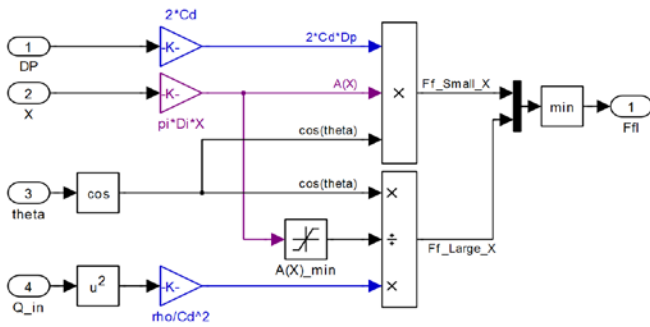 2*Cd
1
DP
-K-
2*Cd*Dp
2
X
-K-
pi*Di*X
A(X)
×
cos(theta)
Ff_Small_X
min
1
Ffl
3
theta
cos
cos(theta)
×
÷
×
A(X)_min
Ff_Large_X
4
Q_in
u²
-K-
rho/Cd^2